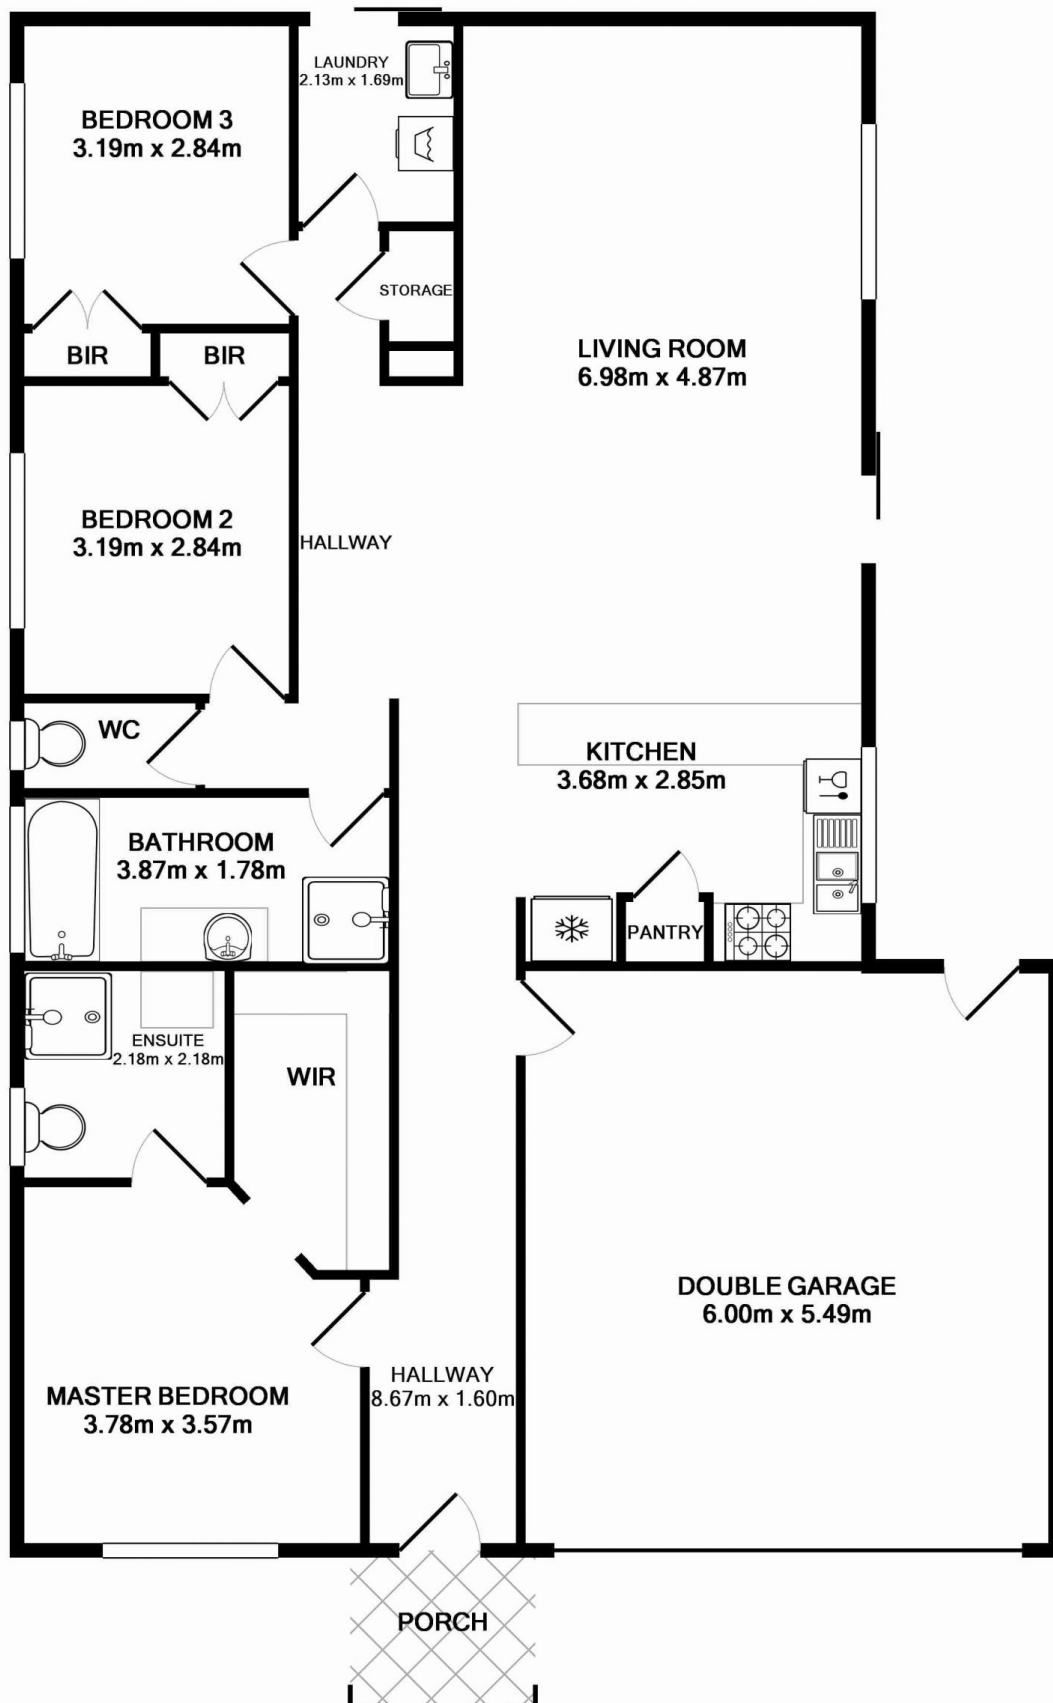 LAUNDRY
2.13m x 1.69m
BEDROOM 3
3.19m x 2.84m
STORAGE
BIR
BIR
LIVING ROOM
6.98m x 4.87m
BEDROOM 2
3.19m x 2.84m
HALLWAY
WC
KITCHEN
3.68m x 2.85m
BATHROOM
3.87m x 1.78m
PANTRY
ENSUITE
2.18m x 2.18m
WIR
DOUBLE GARAGE
6.00m x 5.49m
HALLWAY
8.67m x 1.60m
MASTER BEDROOM
3.78m x 3.57m
PORCH